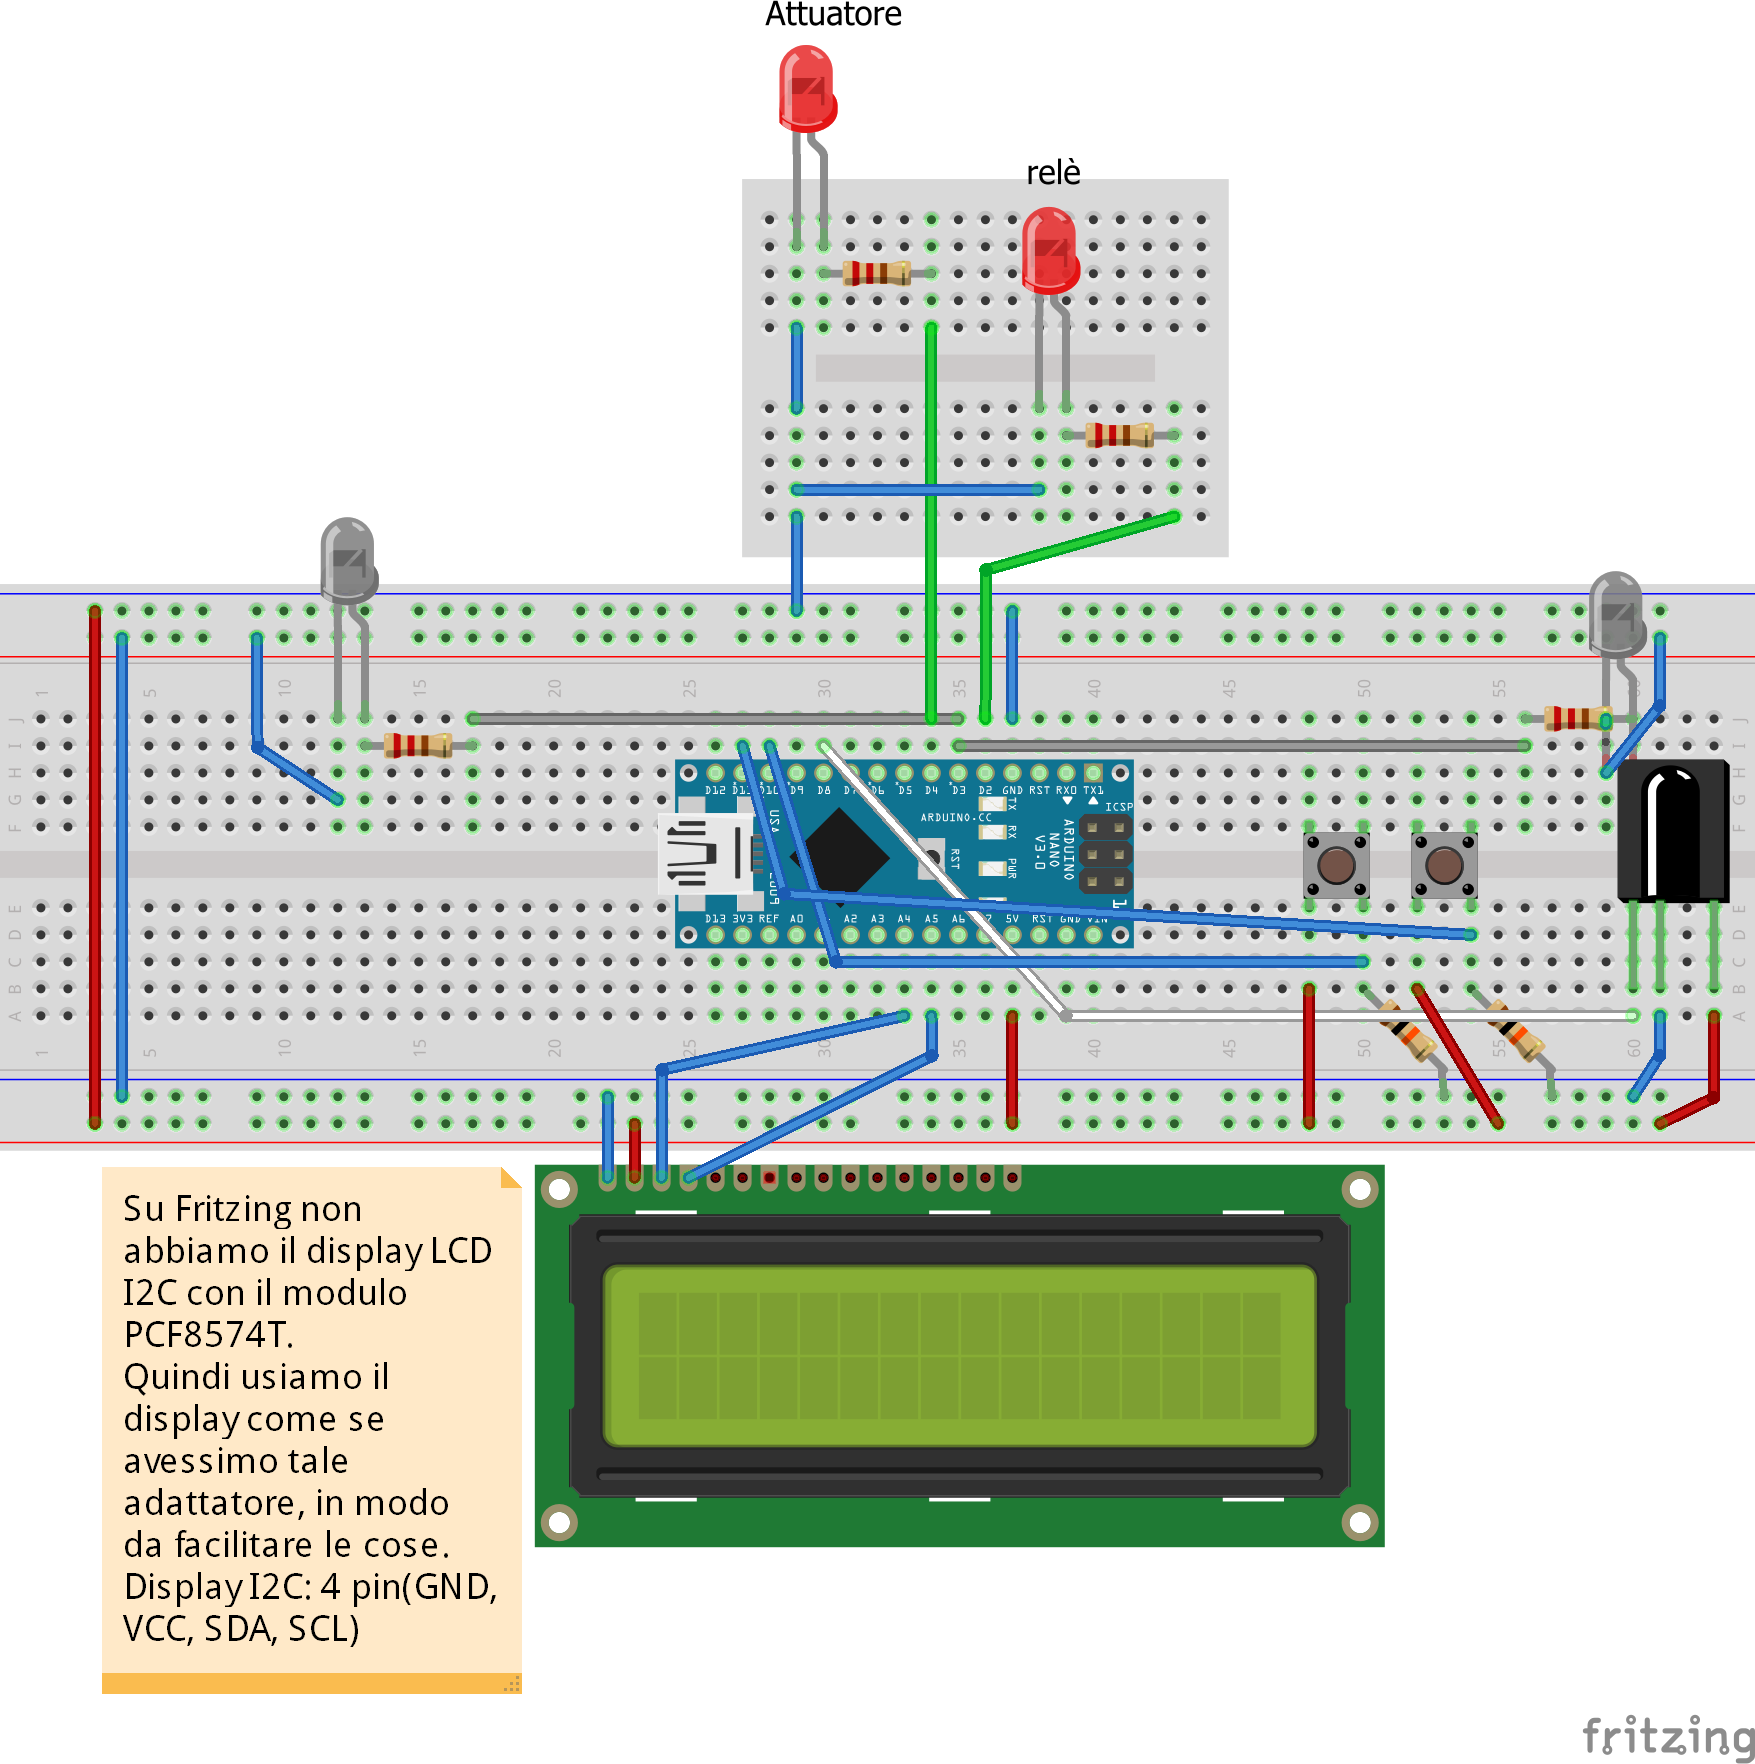 Attuatore
relè
1 5 10 15 20 25 30 35 40 45 50 55 60
J J
I I
H H
G G
F F
D12 D11 D10 D9 D8 D7 D6 D5 D4 D3 D2 GND RST RX0 TX1
ICSP
ARDUINO.CC
TX
RX
RST
PWR
ARDUINO
NANO
V3.0
USA
1
D13 3V3 REF A0 A2 A3 A4 A5 A6 5V RST GND VIN
E E
D D
C C
B B
A A
1 5 10 15 20 25 30 35 40 45 50 55 60
Su Fritzing non
abbiamo il display LCD
I2C con il modulo
PCF8574T.
Quindi usiamo il
display come se
avessimo tale
adattatore, in modo
da facilitare le cose.
Display I2C: 4 pin(GND,
VCC, SDA, SCL)
fritzing